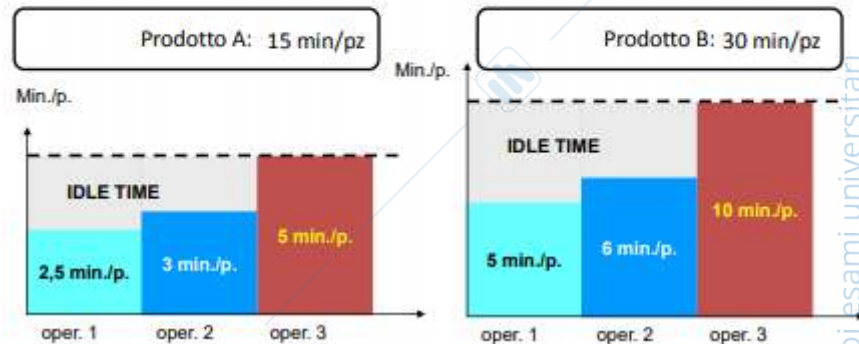 Prodotto A: 15 min/pz
Min./p.
IDLE TIME
2,5 min./p.
3 min./p.
5 min./p.
oper. 1
oper. 2
oper. 3
Prodotto B: 30 min/pz
Min./p.
IDLE TIME
5 min./p.
6 min./p.
10 min./p.
oper. 1
oper. 2
oper. 3
esami universitari